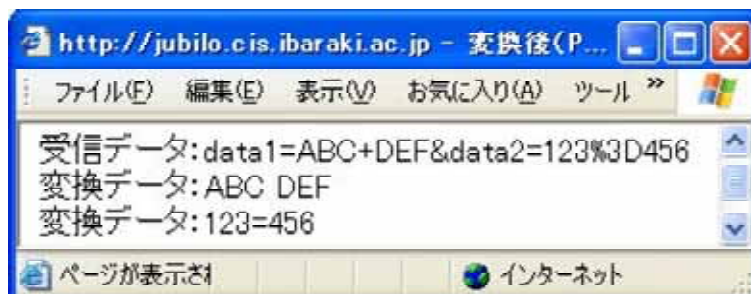 http://jubilo.cis.ibaraki.ac.jp - 変換後(P...
ファイル(F) 編集(E) 表示(V) お気に入り(A) ツール »
受信データ:data1=ABC+DEF&data2=123%3D456
変換データ:ABC DEF
変換データ:123=456
ページが表示され インターネット